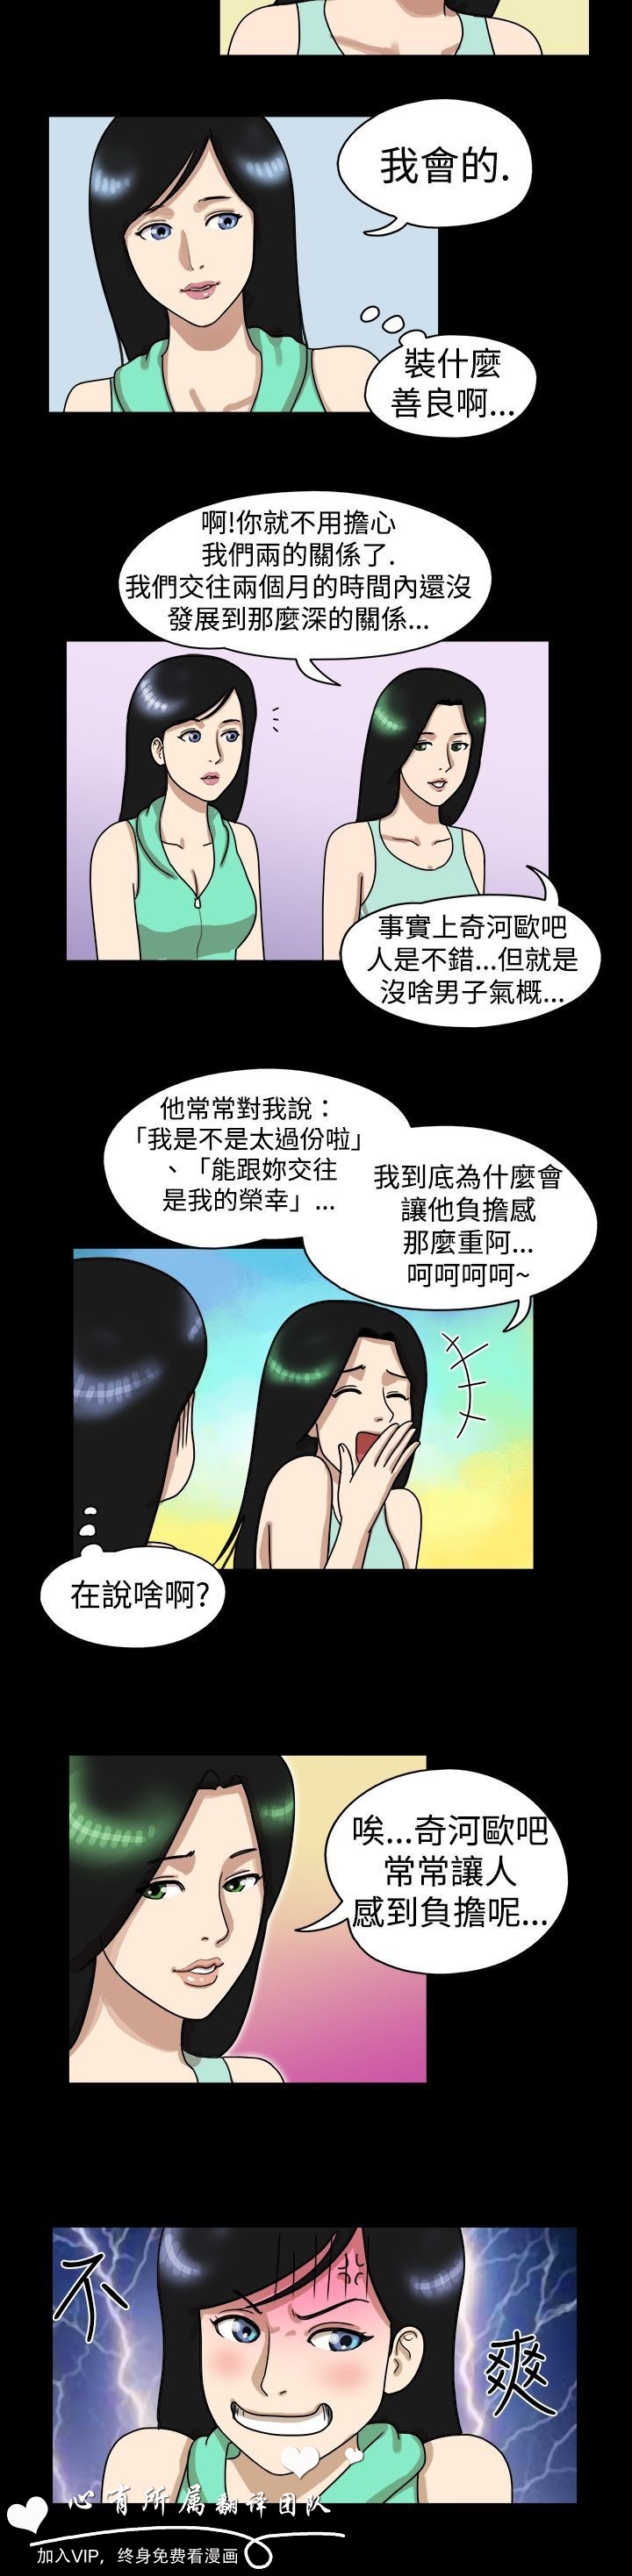 我會的.
裝什麼
善良啊...
啊!你就不用擔心
我們兩的關係了.
我們交往兩個月的時間內還沒
發展到那麼深的關係...
事實上奇河歐吧
人是不錯...但就是
沒啥男子氣概...
他常常對我說：
「我是不是太過份啦」
、「能跟妳交往
是我的榮幸」...
我到底為什麼會
讓他負擔感
那麼重阿...
呵呵呵呵~
在說啥啊?
唉...奇河歐吧
常常讓人
感到負擔呢...
不
爽
心有所属翻译团队
加入VIP，终身免费看漫画